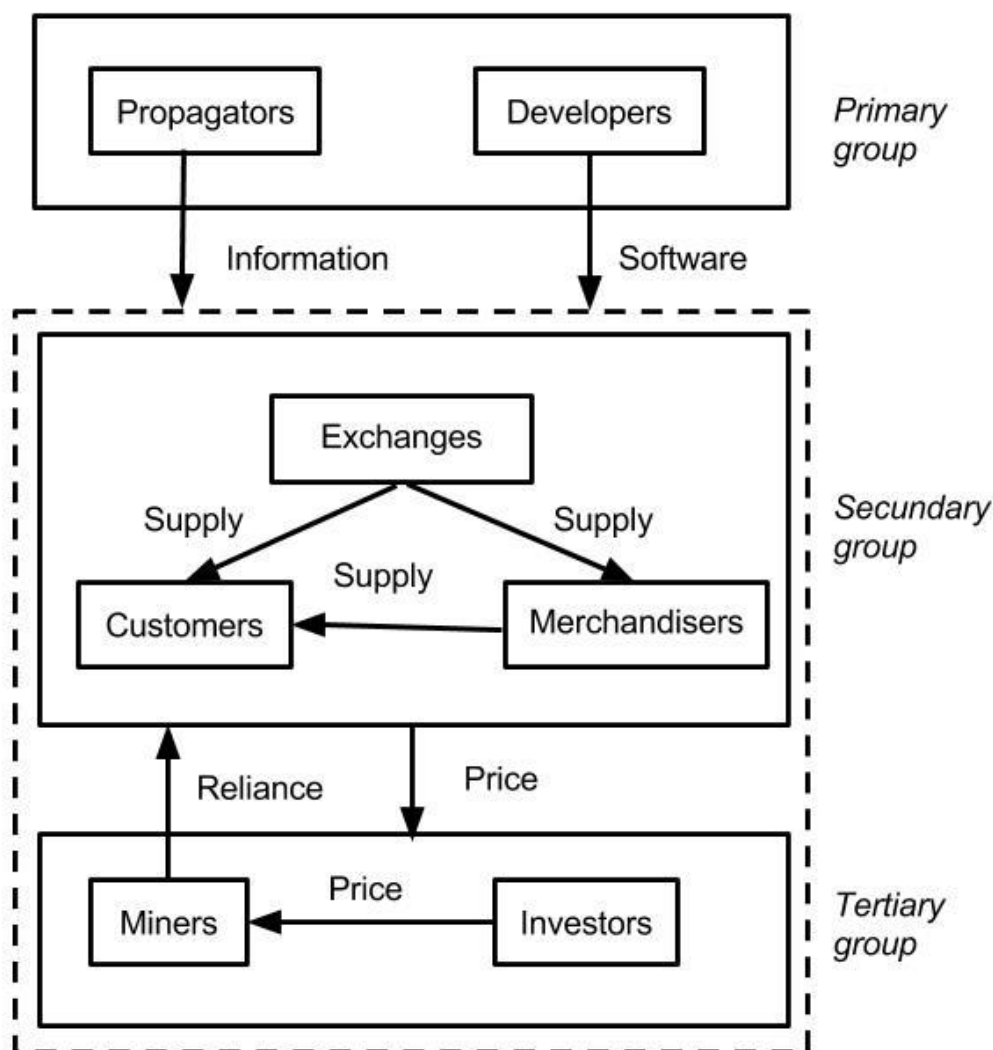 Propagators
Developers
Primary
group
Information
Software
Exchanges
Supply
Supply
Supply
Customers
Merchandisers
Secundary
group
Reliance
Price
Price
Miners
Investors
Tertiary
group